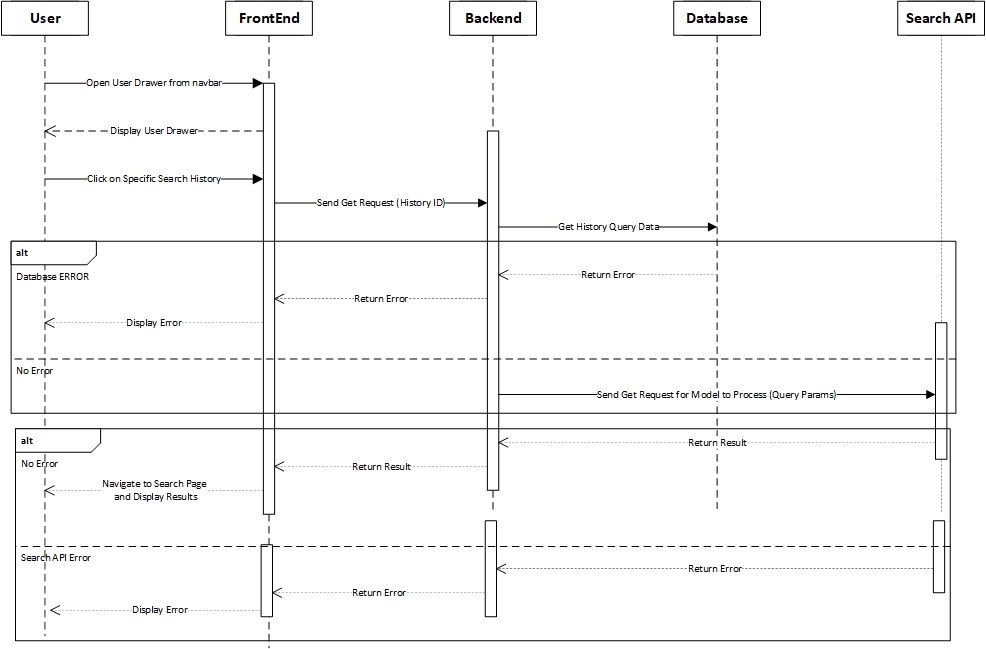 User
FrontEnd
Backend
Database
Search API
Open User Drawer from navbar
Display User Drawer
Click on Specific Search History
Send Get Request (History ID)
Get History Query Data
alt
Database ERROR
Return Error
Return Error
Display Error
No Error
Send Get Request for Model to Process (Query Params)
alt
Return Result
No Error
Return Result
Navigate to Search Page
and Display Results
Search API Error
Return Error
Return Error
Display Error